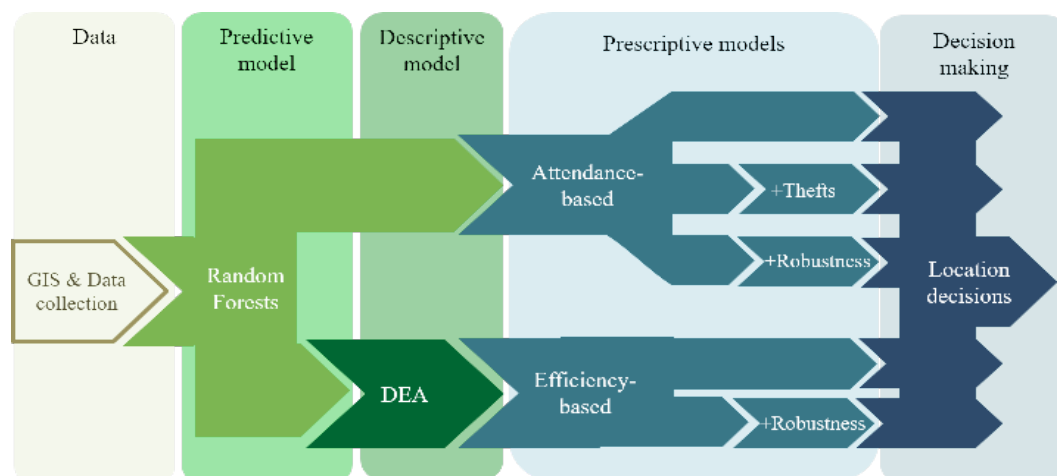 Data
Predictive
model
Descriptive
model
Prescriptive models
Decision
making
GIS & Data
collection
Random
Forests
DEA
Attendance-
based
+Thefts
+Robustness
Efficiency-
based
+Robustness
Location
decisions